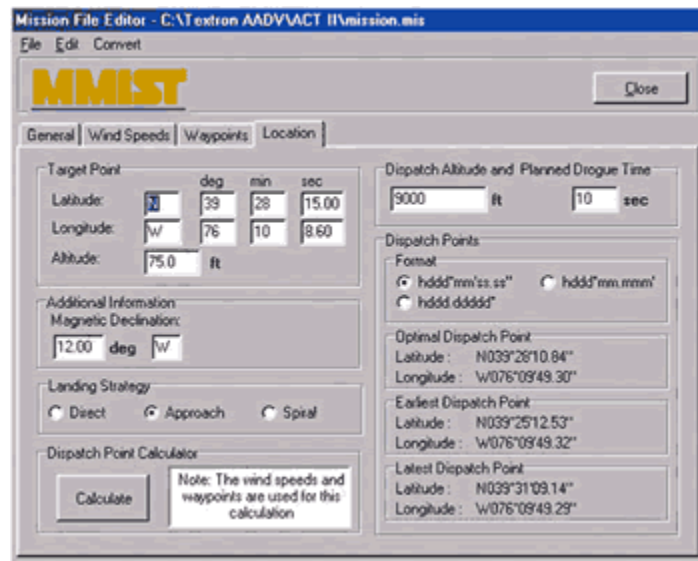 Mission File Editor - C:\Textron AADV\ACT II\mission.mis
File Edit Convert
MMIST
Close
General Wind Speeds Waypoints Location
Target Point
deg min sec
Latitude: N 39 28 15.00
Longitude: W 76 10 8.60
Altitude: 75.0 ft
Additional Information
Magnetic Declination:
12.00 deg W
Landing Strategy
Direct Approach Spiral
Dispatch Point Calculator
Calculate
Note: The wind speeds and
waypoints are used for this
calculation
Dispatch Altitude and Planned Drogue Time
9000 ft 10 sec
Dispatch Points
Format
hddd°mm'ss.ss" hddd°mm.mmm'
hddd.ddddd°
Optimal Dispatch Point
Latitude : N039°28'10.84"
Longitude : W076°09'49.30"
Earliest Dispatch Point
Latitude : N039°25'12.53"
Longitude : W076°09'49.32"
Latest Dispatch Point
Latitude : N039°31'09.14"
Longitude : W076°09'49.29"